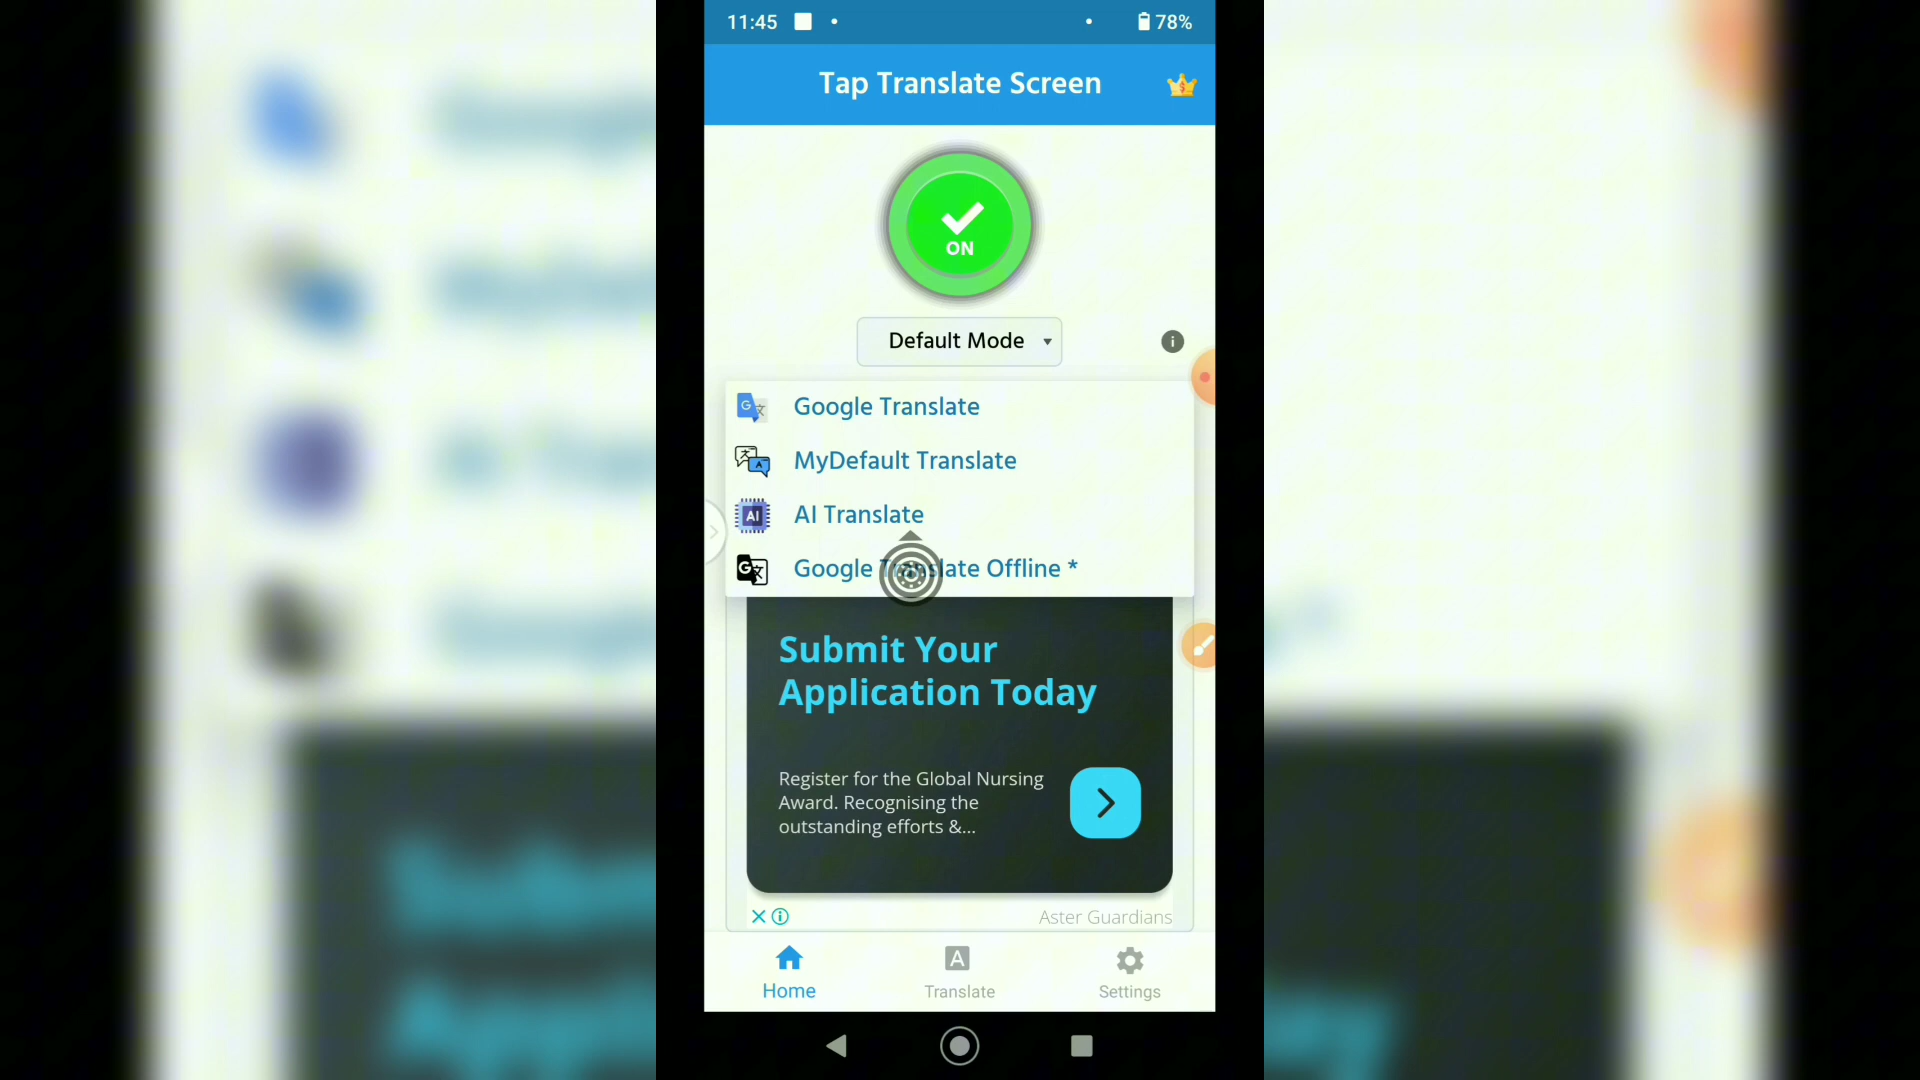 11:45
78%
Tap Translate Screen
ON
Default Mode
Google Translate
MyDefault Translate
AI
AI Translate
Google Translate Offline *
Submit Your
Application Today
Register for the Global Nursing
Award. Recognising the
outstanding efforts &...
Aster Guardians
Home
Translate
Settings